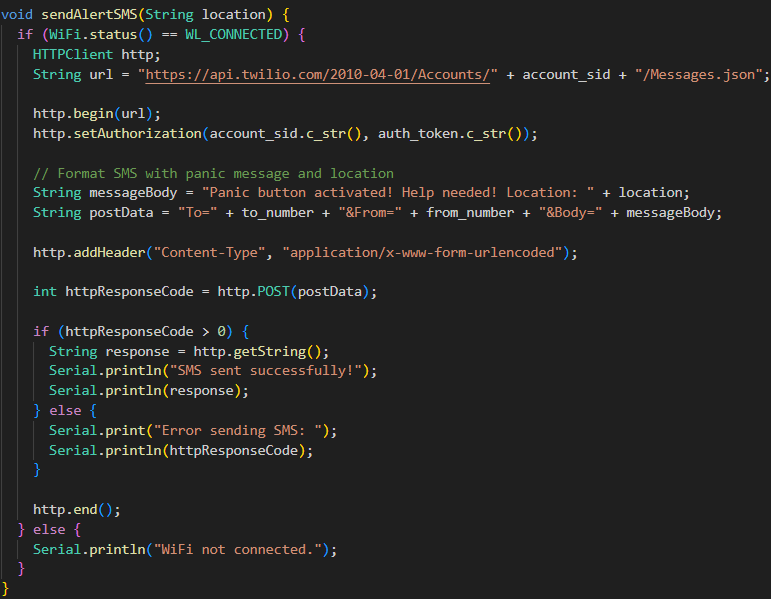 void sendAlertSMS(String location) {
  if (WiFi.status() == WL_CONNECTED) {
    HTTPClient http;
    String url = "https://api.twilio.com/2010-04-01/Accounts/" + account_sid + "/Messages.json";

    http.begin(url);
    http.setAuthorization(account_sid.c_str(), auth_token.c_str());

    // Format SMS with panic message and location
    String messageBody = "Panic button activated! Help needed! Location: " + location;
    String postData = "To=" + to_number + "&From=" + from_number + "&Body=" + messageBody;

    http.addHeader("Content-Type", "application/x-www-form-urlencoded");

    int httpResponseCode = http.POST(postData);

    if (httpResponseCode > 0) {
      String response = http.getString();
      Serial.println("SMS sent successfully!");
      Serial.println(response);
    } else {
      Serial.print("Error sending SMS: ");
      Serial.println(httpResponseCode);
    }

    http.end();
  } else {
    Serial.println("WiFi not connected.");
  }
}